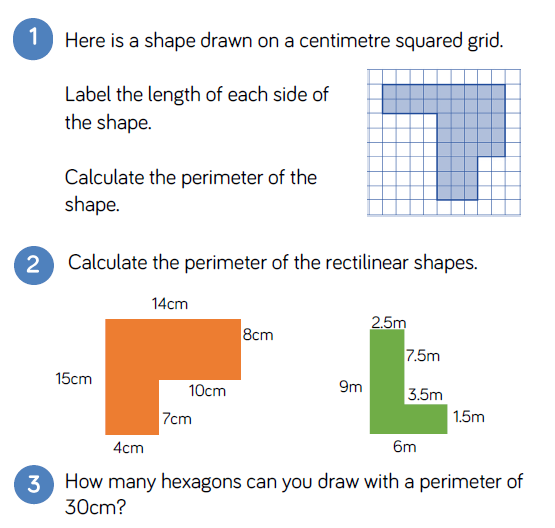 1
Here is a shape drawn on a centimetre squared grid.
Label the length of each side of
the shape.
Calculate the perimeter of the
shape.
2
Calculate the perimeter of the rectilinear shapes.
14cm
8cm
15cm
10cm
7cm
4cm
2.5m
7.5m
9m
3.5m
1.5m
6m
3
How many hexagons can you draw with a perimeter of
30cm?